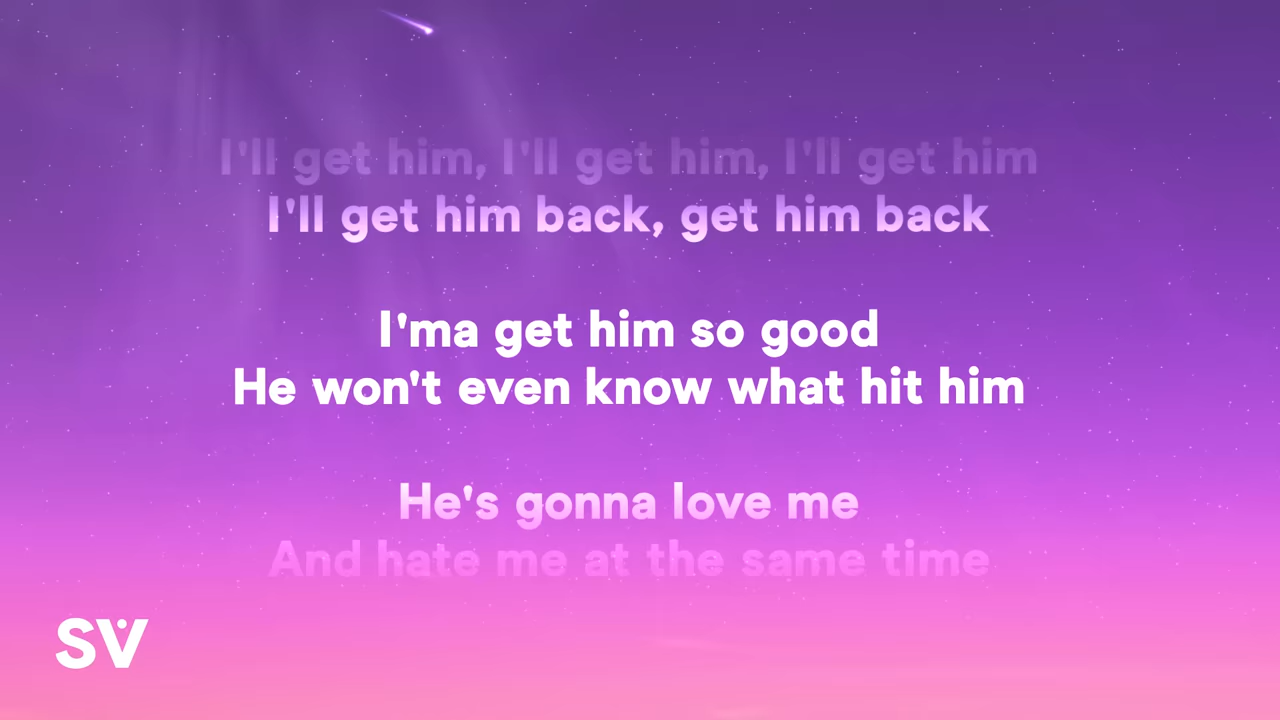 I'll get him, I'll get him, I'll get him
I'll get him back, get him back
I'ma get him so good
He won't even know what hit him
He's gonna love me
And hate me at the same time
SV